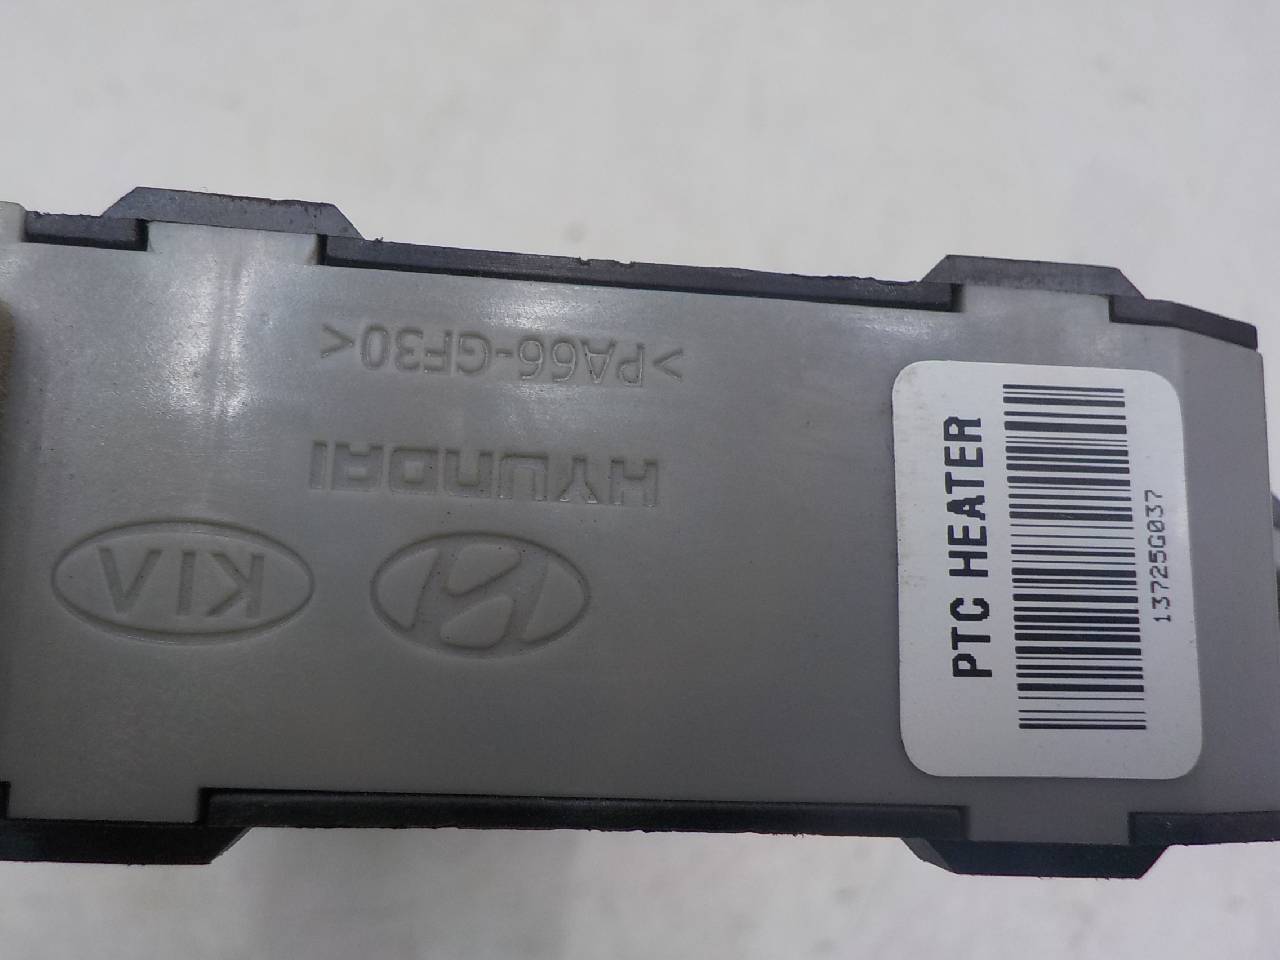 >PA66-GF30<
HYUNDAI
KIA
PTC HEATER
13725G037